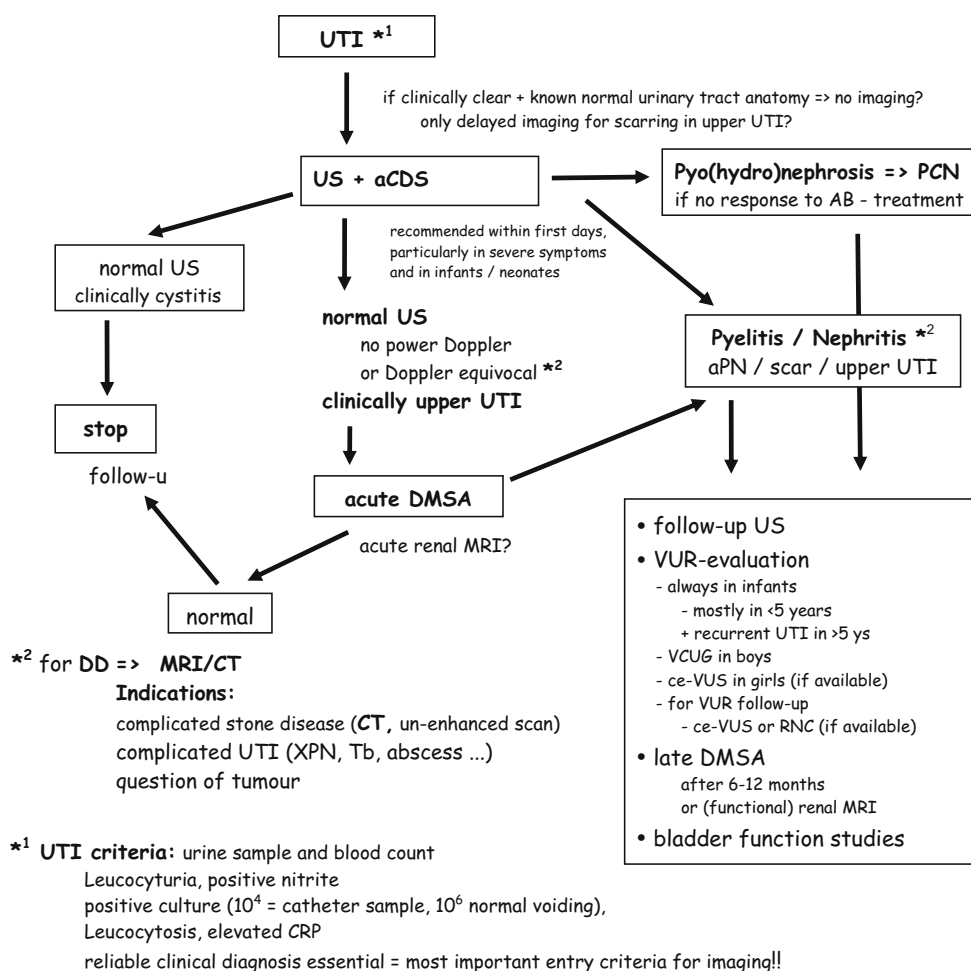 UTI *¹
if clinically clear + known normal urinary tract anatomy => no imaging?
only delayed imaging for scarring in upper UTI?
US + aCDS
Pyo(hydro)nephrosis => PCN
if no response to AB - treatment
recommended within first days,
particularly in severe symptoms
and in infants / neonates
normal US
clinically cystitis
normal US
no power Doppler
or Doppler equivocal *²
clinically upper UTI
Pyelitis / Nephritis *²
aPN / scar / upper UTI
stop
follow-u
acute DMSA
acute renal MRI?
normal
• follow-up US
• VUR-evaluation
- always in infants
- mostly in <5 years
+ recurrent UTI in >5 ys
- VCUG in boys
- ce-VUS in girls (if available)
- for VUR follow-up
- ce-VUS or RNC (if available)
• late DMSA
after 6-12 months
or (functional) renal MRI
• bladder function studies
*² for DD => MRI/CT
Indications:
complicated stone disease (CT, un-enhanced scan)
complicated UTI (XPN, Tb, abscess ...)
question of tumour
*¹ UTI criteria: urine sample and blood count
Leucocyturia, positive nitrite
positive culture (10⁴ = catheter sample, 10⁶ normal voiding),
Leucocytosis, elevated CRP
reliable clinical diagnosis essential = most important entry criteria for imaging!!